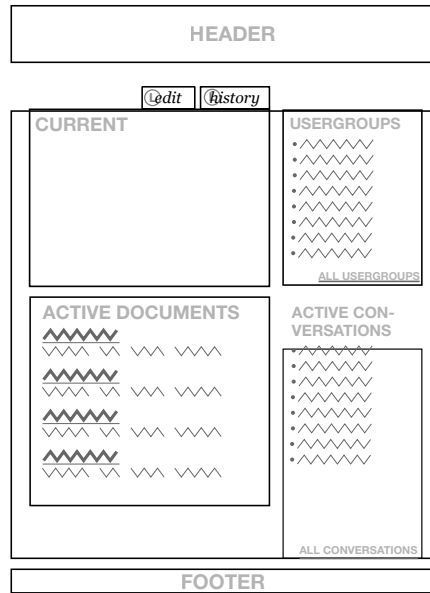 HEADER
edit
history
CURRENT
USERGROUPS
ALL USERGROUPS
ACTIVE DOCUMENTS
ACTIVE CON-
VERSATIONS
ALL CONVERSATIONS
FOOTER